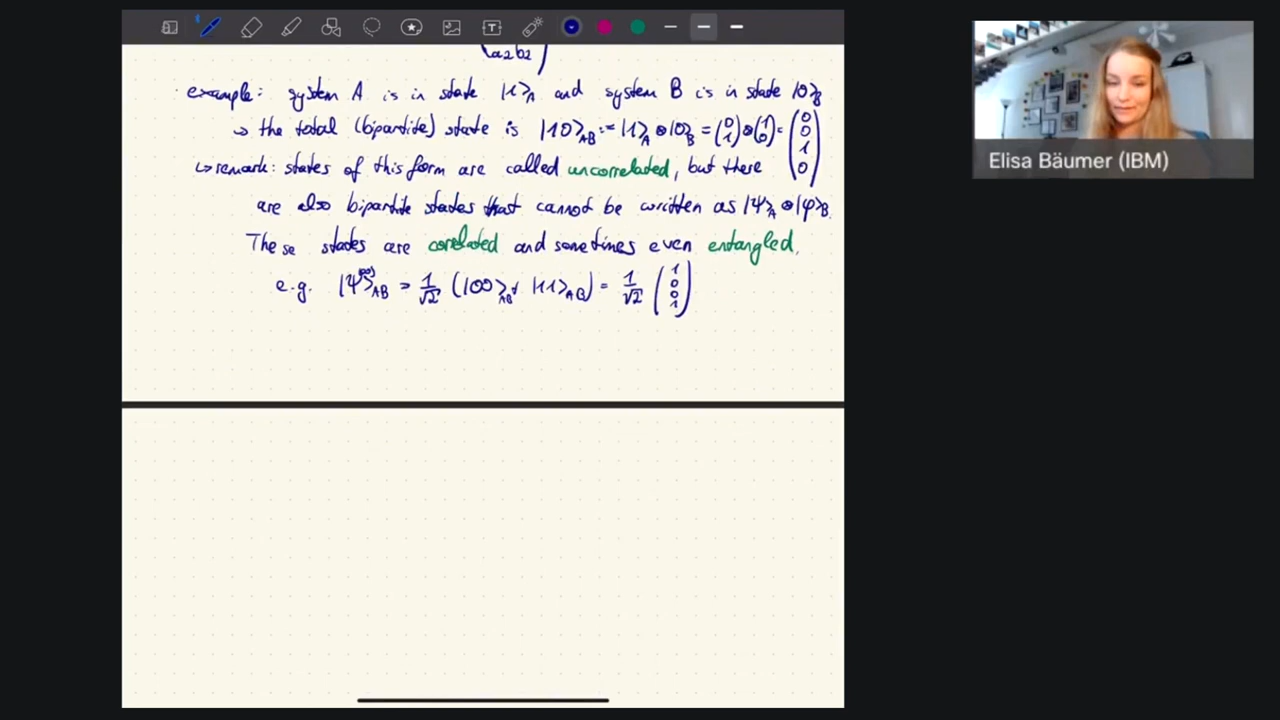 (a2b2)
example: system A is in state |1⟩_A and system B is in state |0⟩_B
↳ the total (bipartite) state is |10⟩_AB := |1⟩_A ⊗ |0⟩_B = (0 1) ⊗ (1 0) = (0 0 1 0)
↳ remark: states of this form are called uncorrelated, but there
are also bipartite states that cannot be written as |Ψ⟩_A ⊗ |φ⟩_B.
These states are correlated and sometimes even entangled.
e.g. |Ψ^(00)⟩_AB = 1/√2 (|00⟩_AB + |11⟩_AB) = 1/√2 (1 0 0 1)
Elisa Bäumer (IBM)